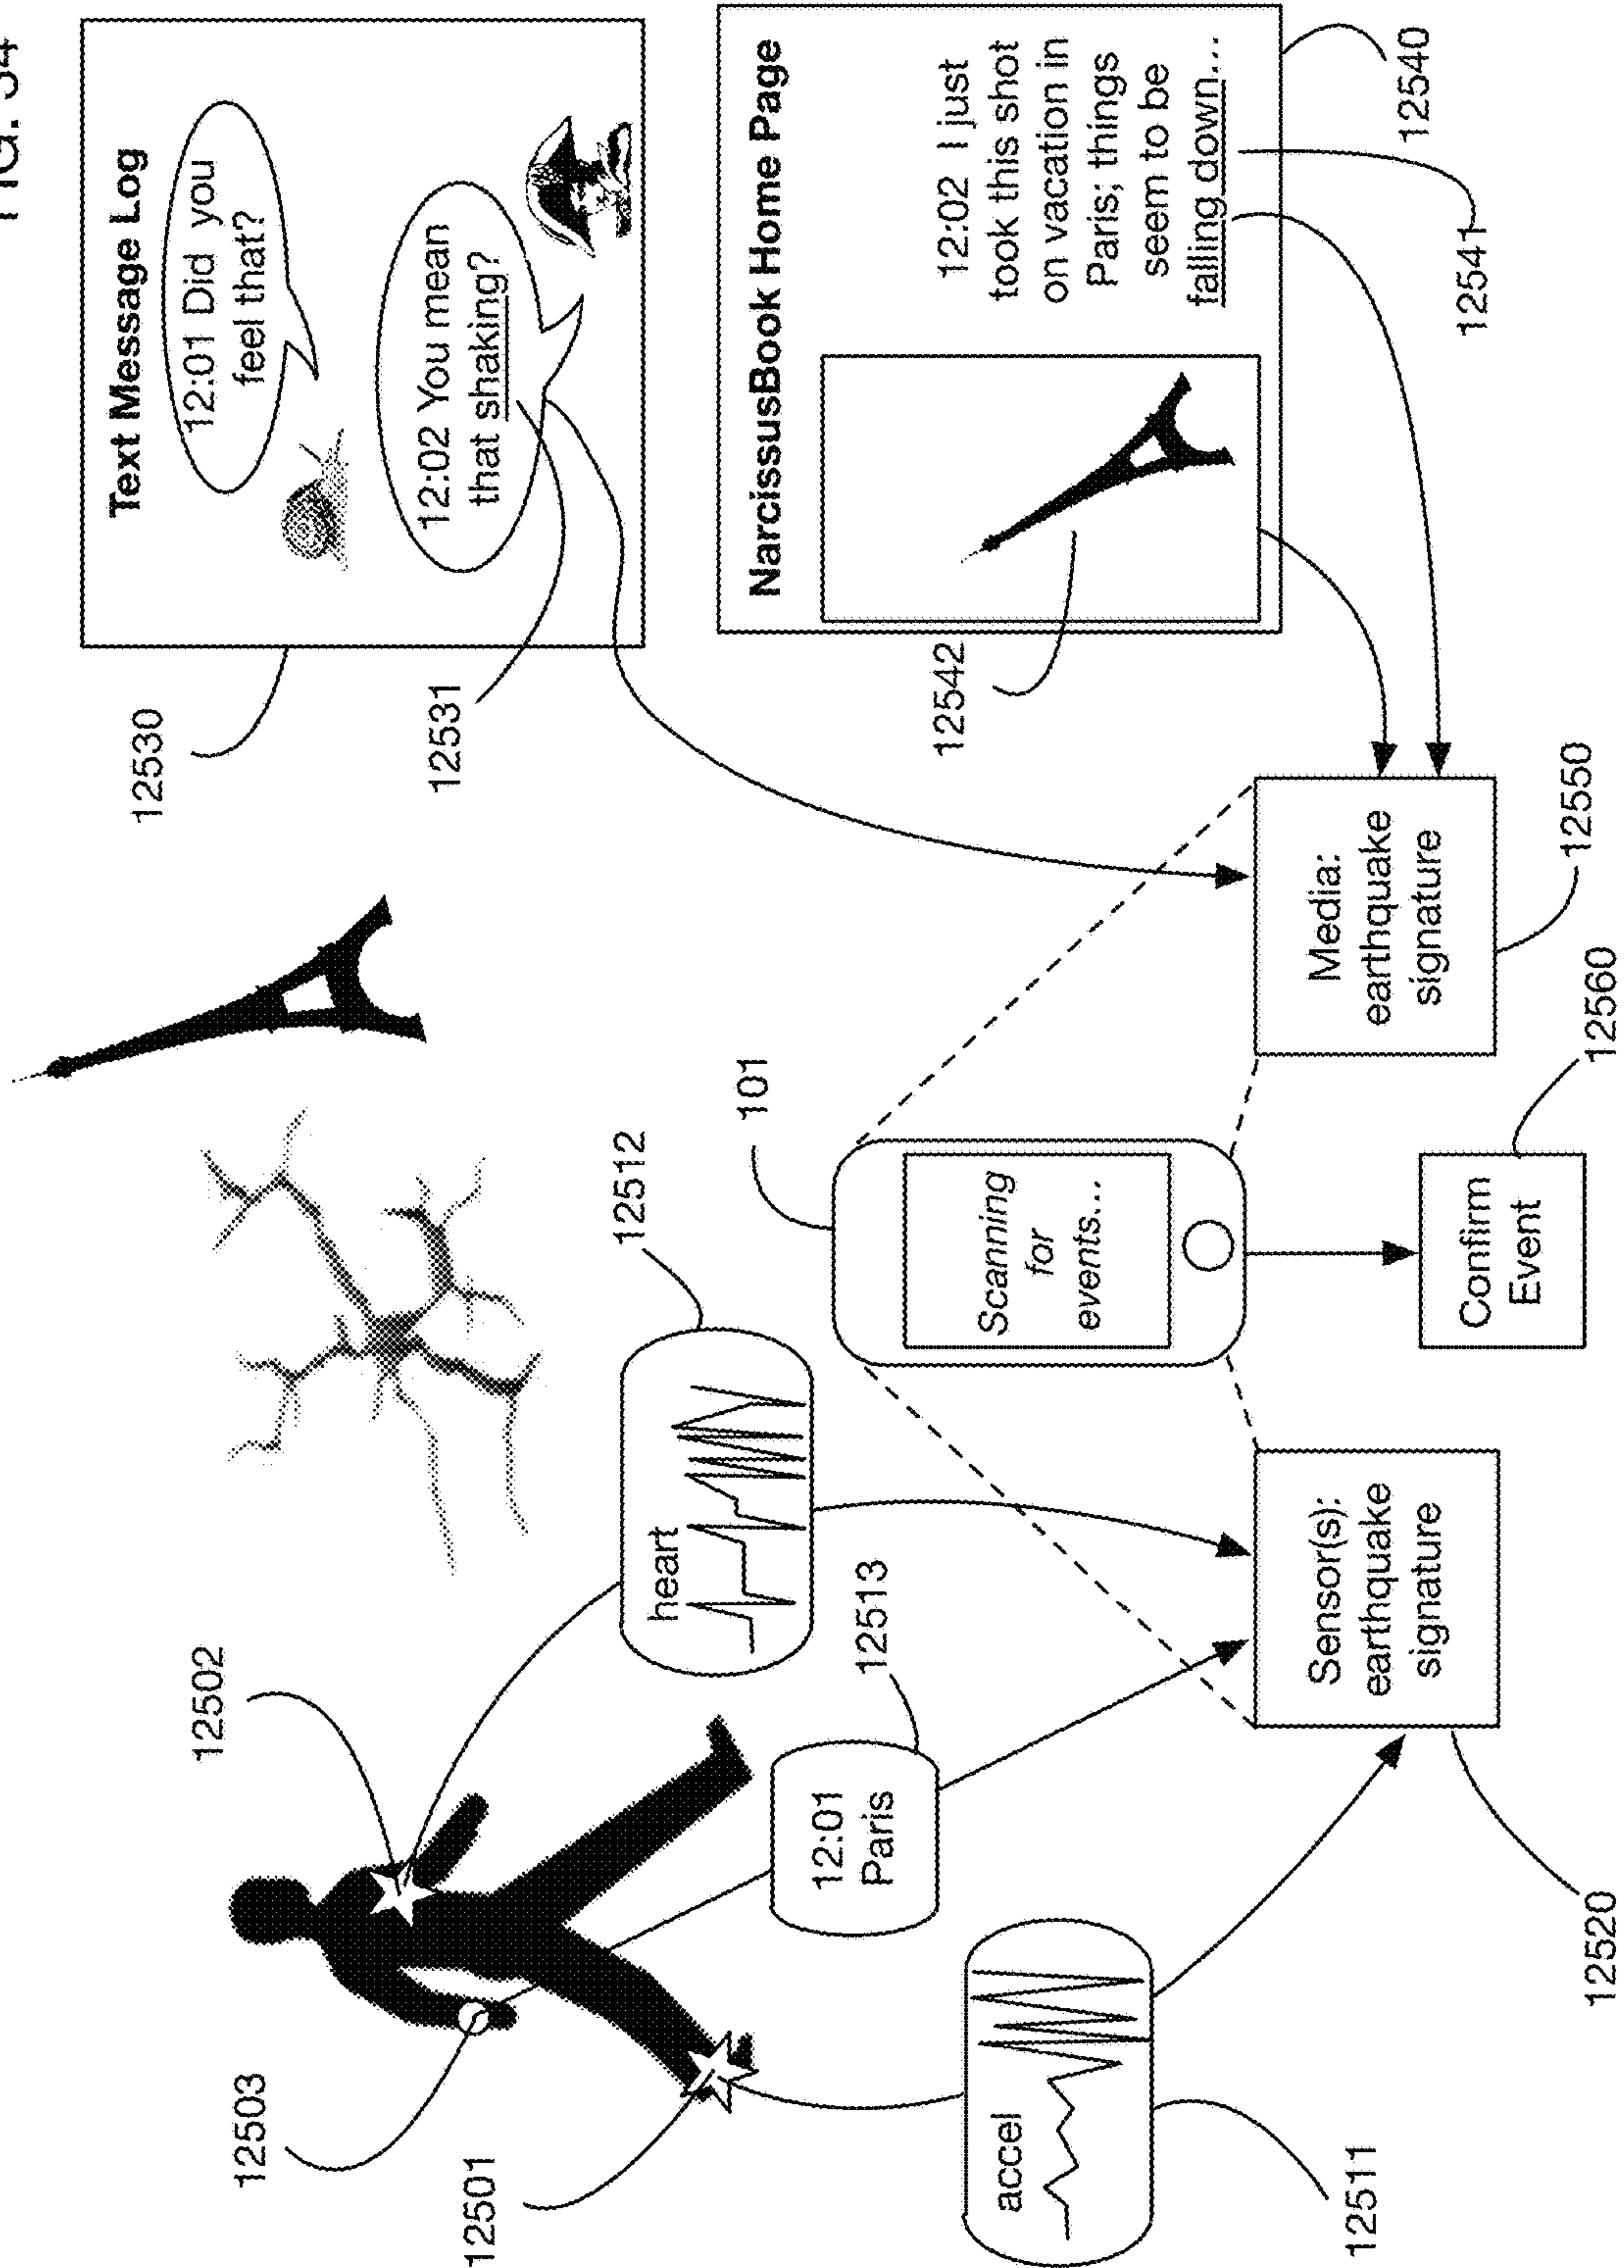 FIG.
12503
12502
12501
12512
12513
12511
12520
heart
12:01
Paris
accel
Sensor(s):
earthquake
signature
101
Scanning
for
events...
Confirm
Event
12560
12530
12531
Text Message Log
12:01 Did you
feel that?
12:02 You mean
that shaking?
NarcissusBook Home Page
12:02 I just
took this shot
on vacation in
Paris; things
seem to be
falling down...
12542
12541
12540
Media:
earthquake
signature
12550